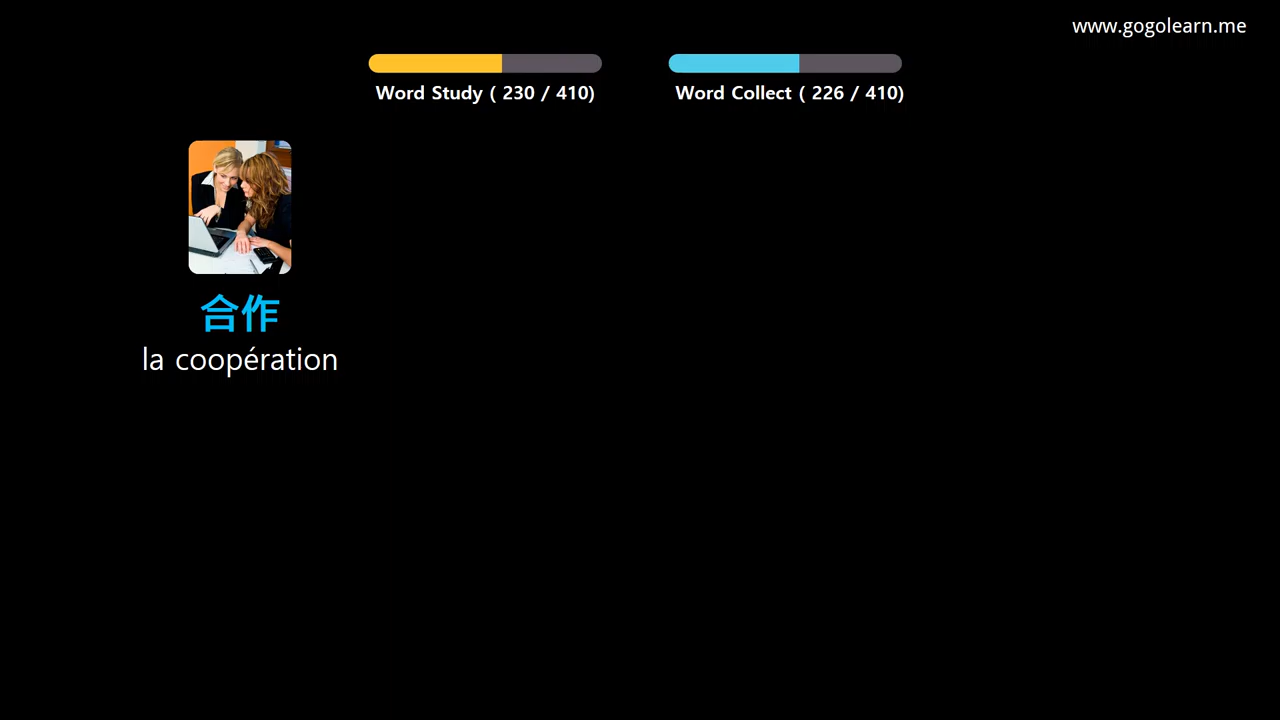 www.gogolearn.me
Word Study ( 230 / 410)
Word Collect ( 226 / 410)
合作
la coopération